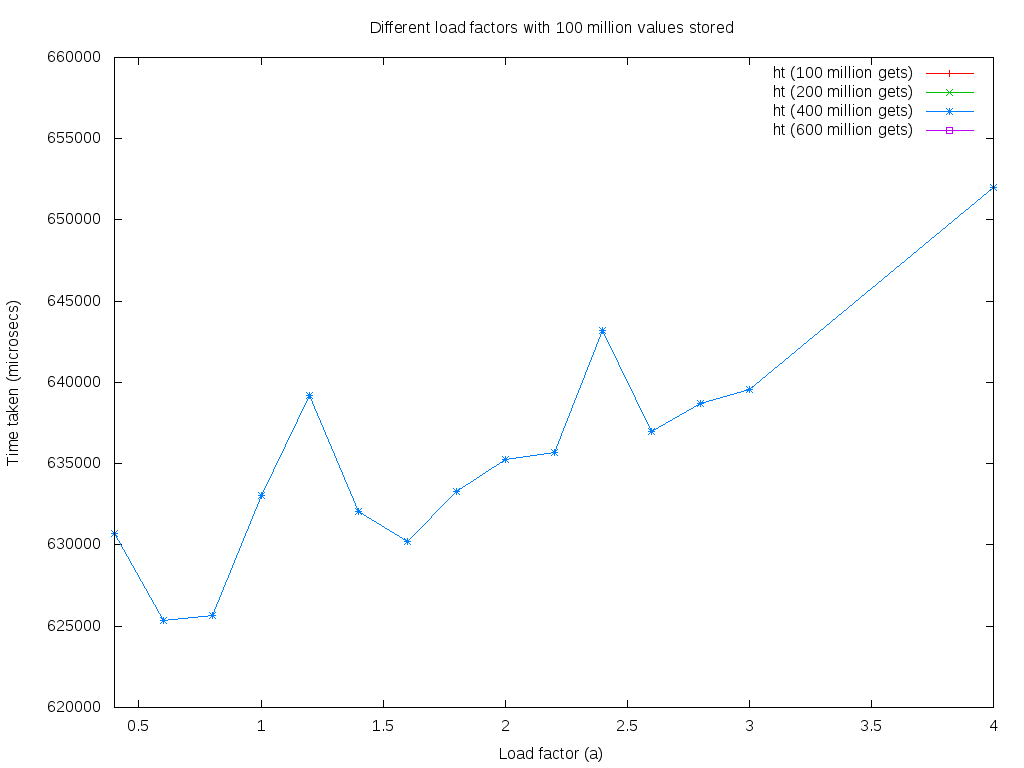 Different load factors with 100 million values stored
ht (100 million gets)
ht (200 million gets)
ht (400 million gets)
ht (600 million gets)
660000
655000
650000
645000
640000
635000
630000
625000
620000
Time taken (microsecs)
0.5 1 1.5 2 2.5 3 3.5 4
Load factor (a)